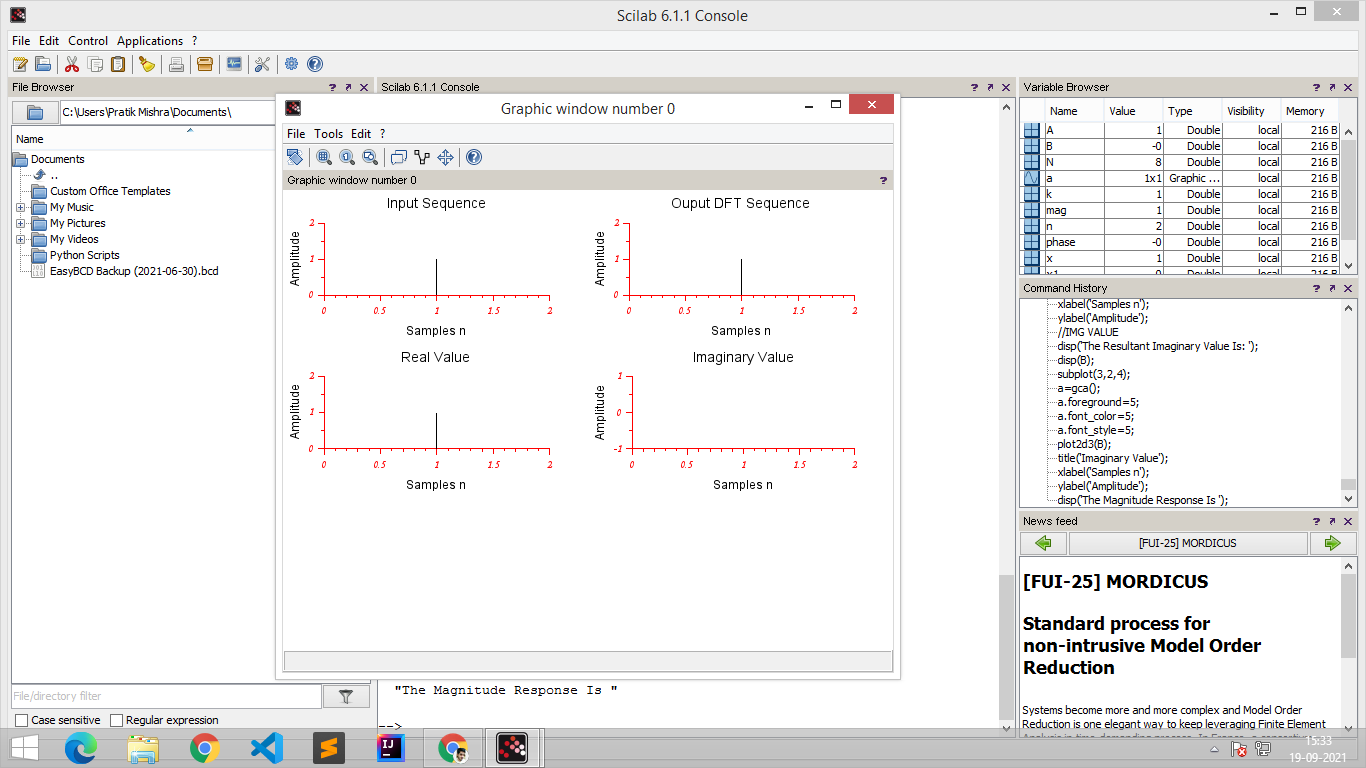 Scilab 6.1.1 Console
File Edit Control Applications ?
File Browser ? 
C:\Users\Pratik Mishra\Documents\
Name
Documents
..
Custom Office Templates
My Music
My Pictures
My Videos
Python Scripts
EasyBCD Backup (2021-06-30).bcd
File/directory filter
Case sensitive Regular expression
Scilab 6.1.1 Console ?
Graphic window number 0
File Tools Edit ?
Graphic window number 0 ?
Input Sequence
Amplitude
2
1
0
0 0.5 1 1.5 2
Samples n
Ouput DFT Sequence
Amplitude
2
1
0
0 0.5 1 1.5 2
Samples n
Real Value
Amplitude
2
1
0
0 0.5 1 1.5 2
Samples n
Imaginary Value
Amplitude
1
0
-1
0 0.5 1 1.5 2
Samples n
"The Magnitude Response Is "
-->
Variable Browser ?
Name Value Type Visibility Memory
A 1 Double local 216 B
B -0 Double local 216 B
N 8 Double local 216 B
a 1x1 Graphic ... local 216 B
k 1 Double local 216 B
mag 1 Double local 216 B
n 2 Double local 216 B
phase -0 Double local 216 B
x 1 Double local 216 B
x1 0 Double local 216 B
Command History ?
xlabel('Samples n');
ylabel('Amplitude');
//IMG VALUE
disp('The Resultant Imaginary Value Is: ');
disp(B);
subplot(3,2,4);
a=gca();
a.foreground=5;
a.font_color=5;
a.font_style=5;
plot2d3(B);
title('Imaginary Value');
xlabel('Samples n');
ylabel('Amplitude');
disp('The Magnitude Response Is ');
News feed ?
[FUI-25] MORDICUS
[FUI-25] MORDICUS
Standard process for
non-intrusive Model Order
Reduction
Systems become more and more complex and Model Order
Reduction is one elegant way to keep leveraging Finite Element
IJ
15:33
19-09-2021